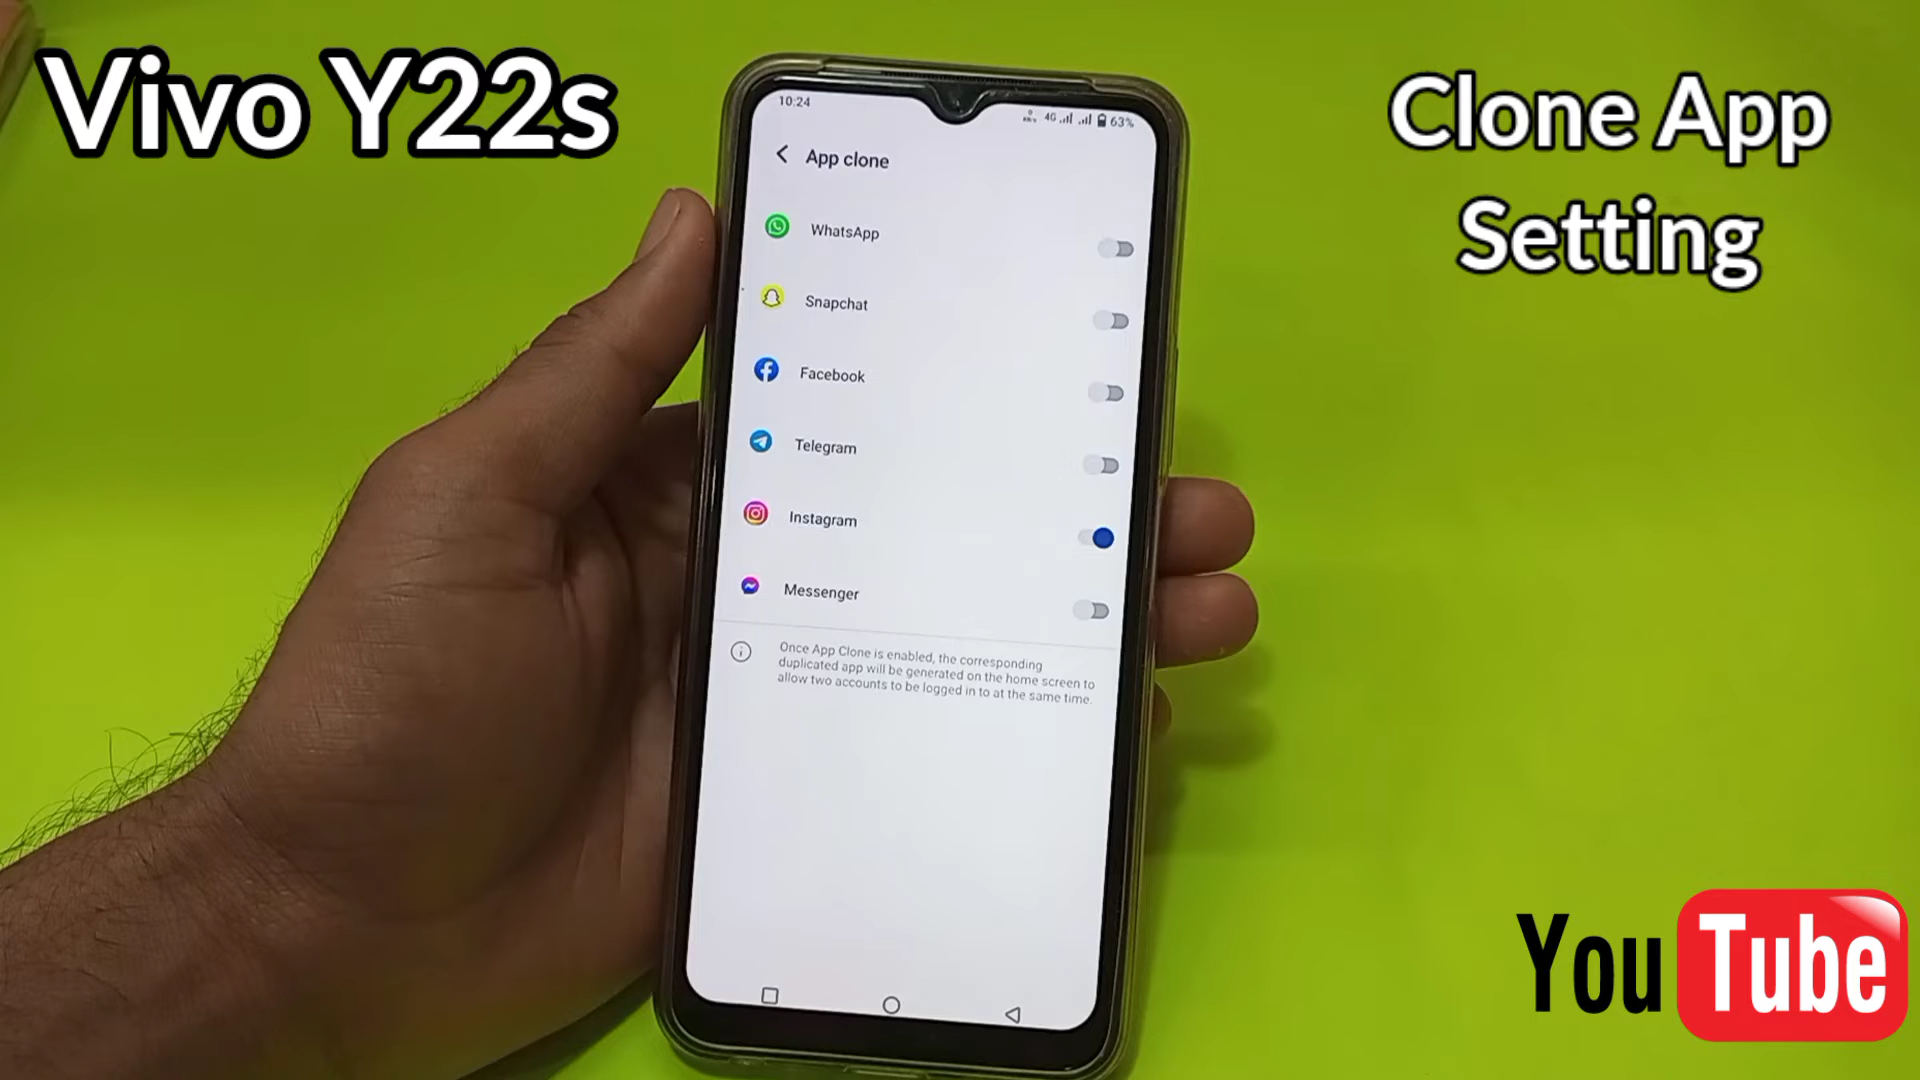 Vivo Y22s
Clone App
Setting
10:24
4G
63%
App clone
WhatsApp
Snapchat
Facebook
Telegram
Instagram
Messenger
Once App Clone is enabled, the corresponding
duplicated app will be generated on the home screen to
allow two accounts to be logged in to at the same time.
YouTube